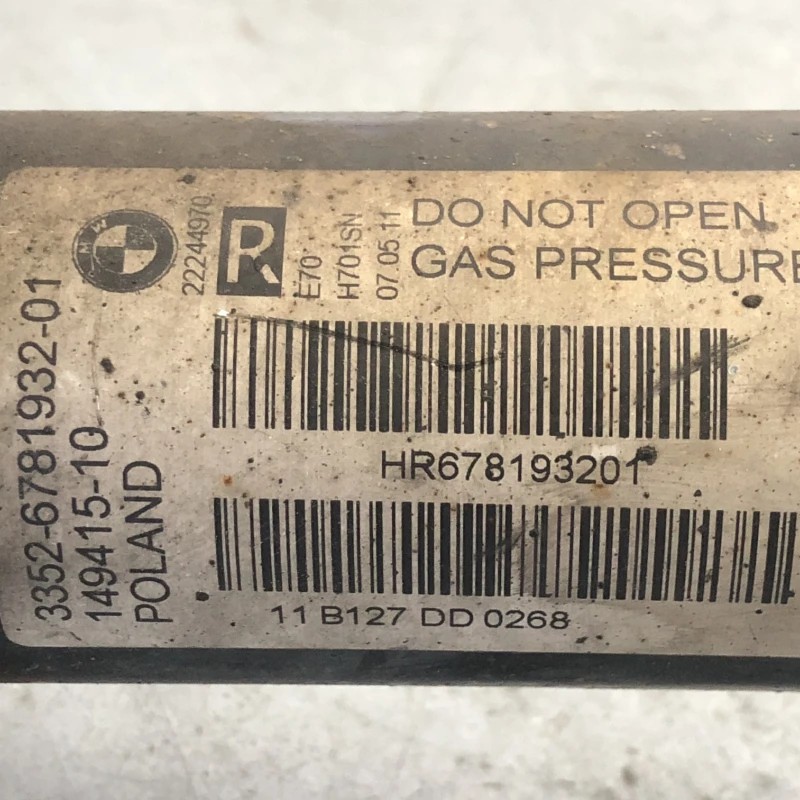 3352-6781932-01
149415-10
POLAND
BMW
22244970
R
E70
H701SN
07.05.11
DO NOT OPEN
GAS PRESSURE
HR678193201
11 B127 DD 0268